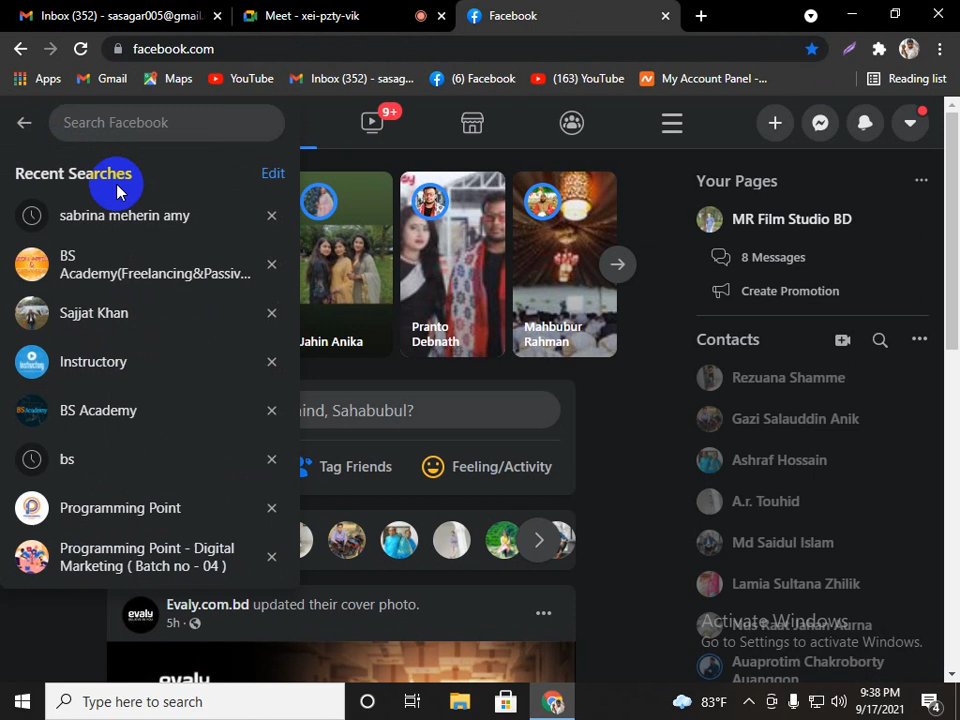 Inbox (352) - sasagar005@gmail.
Meet - xei-pzty-vik
Facebook
facebook.com
Apps
Gmail
Maps
YouTube
Inbox (352) - sasag...
(6) Facebook
(163) YouTube
My Account Panel -...
Reading list
Search Facebook
9+
Recent Searches
Edit
sabrina meherin amy
BS
Academy(Freelancing&Passiv...
Sajjat Khan
Instructory
BS Academy
bs
Programming Point
Programming Point - Digital
Marketing ( Batch no - 04 )
Jahin Anika
Pranto
Debnath
Mahbubur
Rahman
ind, Sahabubul?
Tag Friends
Feeling/Activity
evaly
Evaly.com.bd updated their cover photo.
5h
evaly
Your Pages
MR Film Studio BD
8 Messages
Create Promotion
Contacts
Rezuana Shamme
Gazi Salauddin Anik
Ashraf Hossain
A.r. Touhid
Md Saidul Islam
Lamia Sultana Zhilik
Activate Windows
Go to Settings to activate Windows.
Auaprotim Chakroborty
Auanggon
Type here to search
83°F
9:38 PM
9/17/2021
4